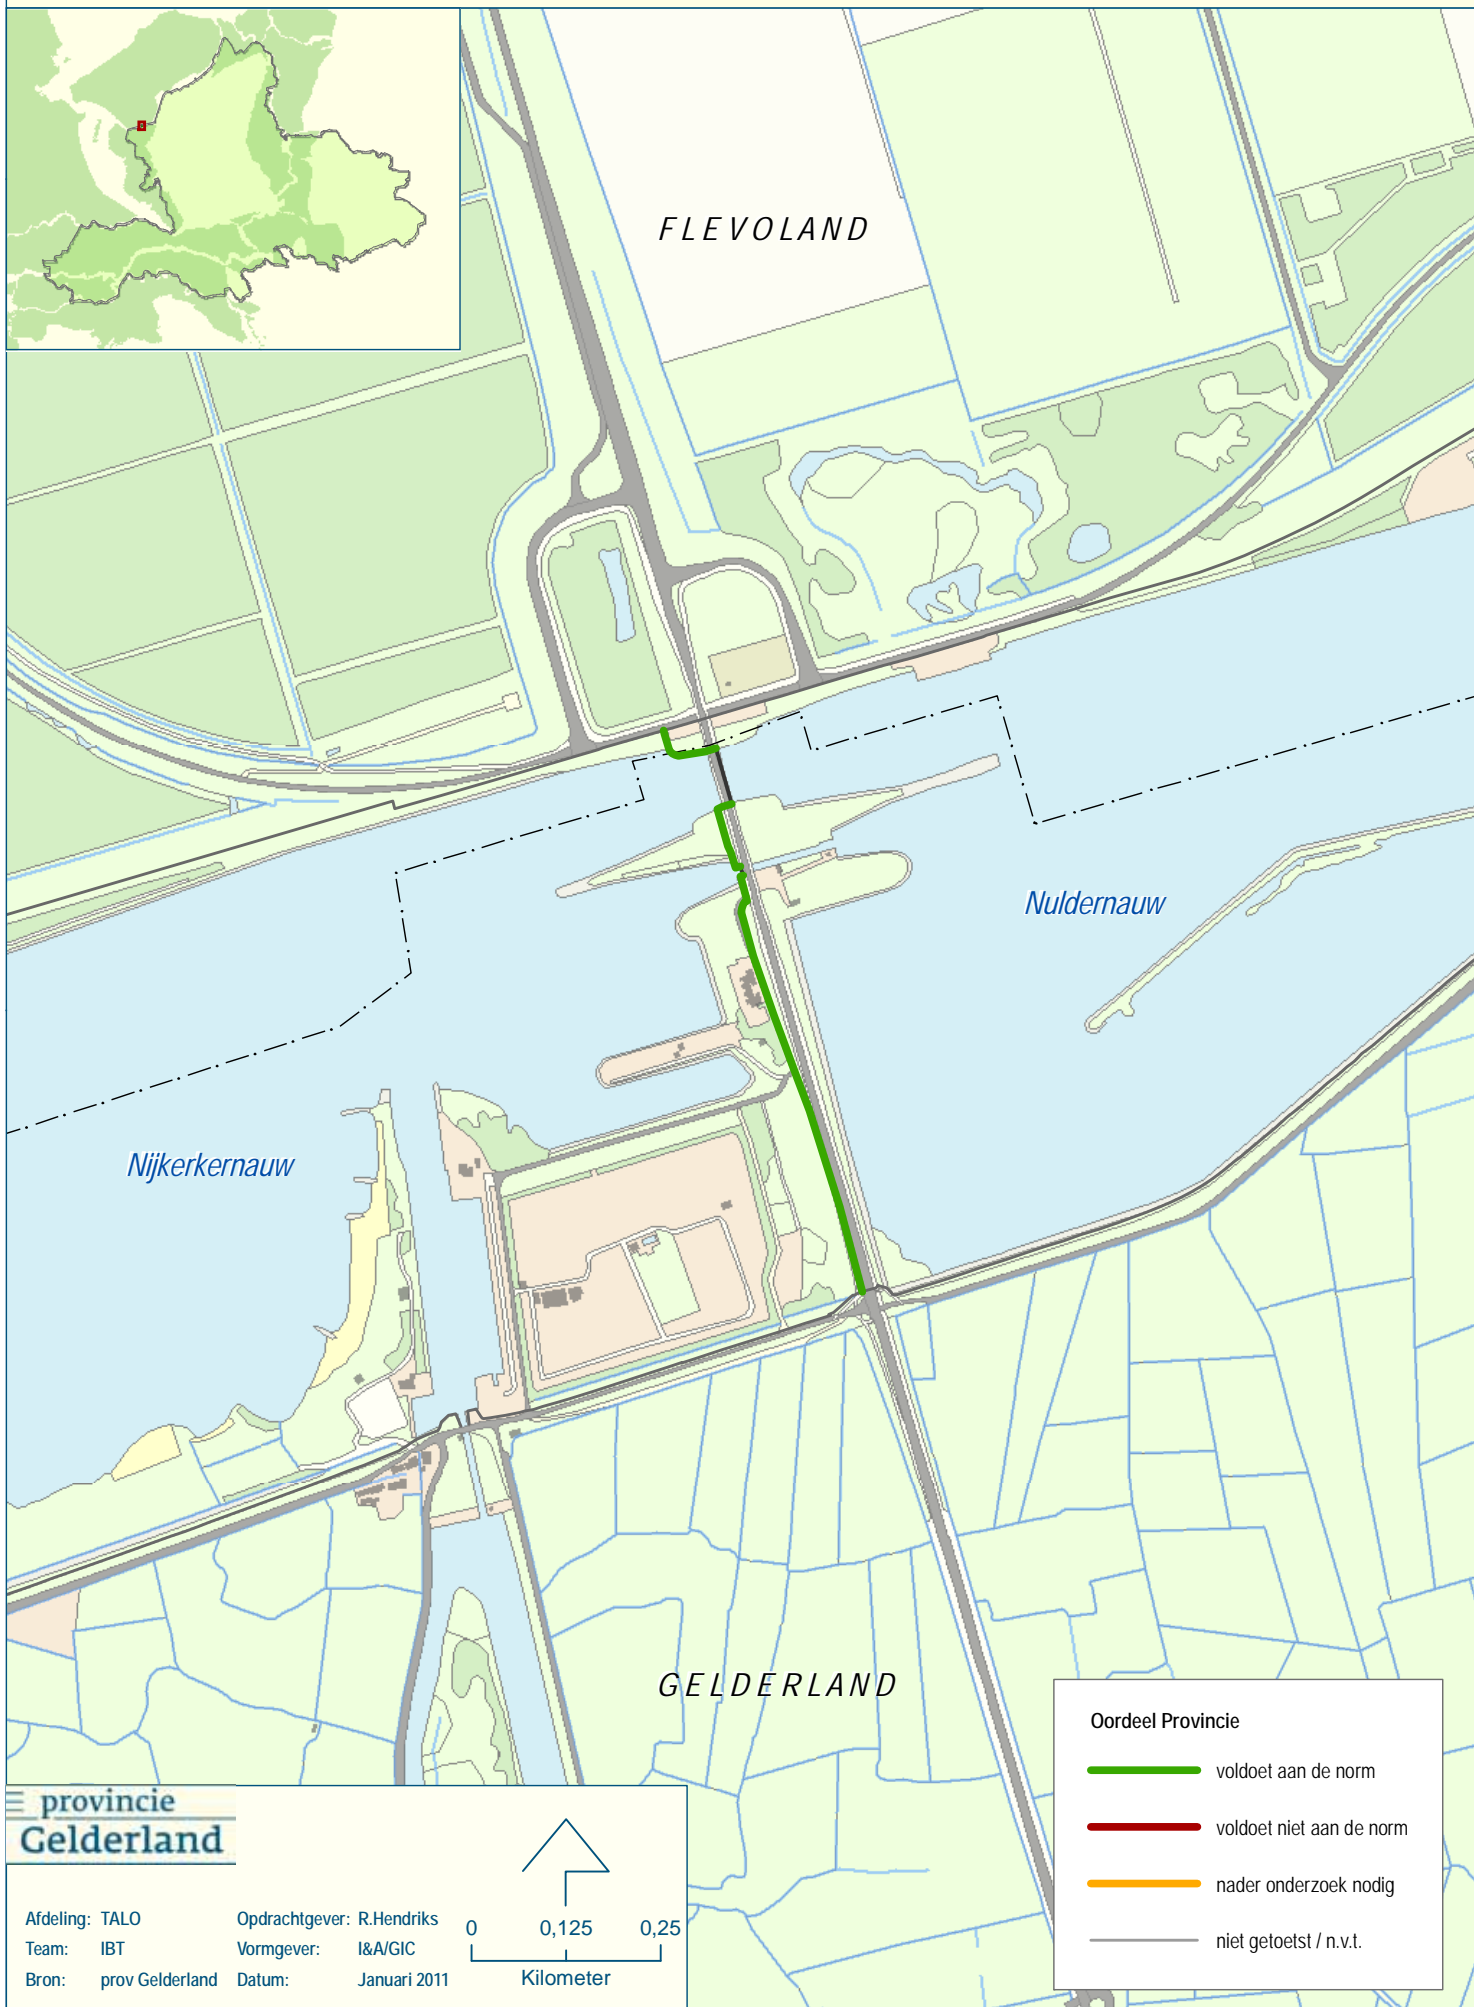 FLEVOLAND
Nuldernauw
Nijkerkernauw
GELDERLAND
Oordeel Provincie
voldoet aan de norm
voldoet niet aan de norm
nader onderzoek nodig
niet getoetst / n.v.t.
provincie
Gelderland
Afdeling: TALO Opdrachtgever: R.Hendriks
Team: IBT Vormgever: I&A/GIC
Bron: prov Gelderland Datum: Januari 2011
0 0,125 0,25
Kilometer